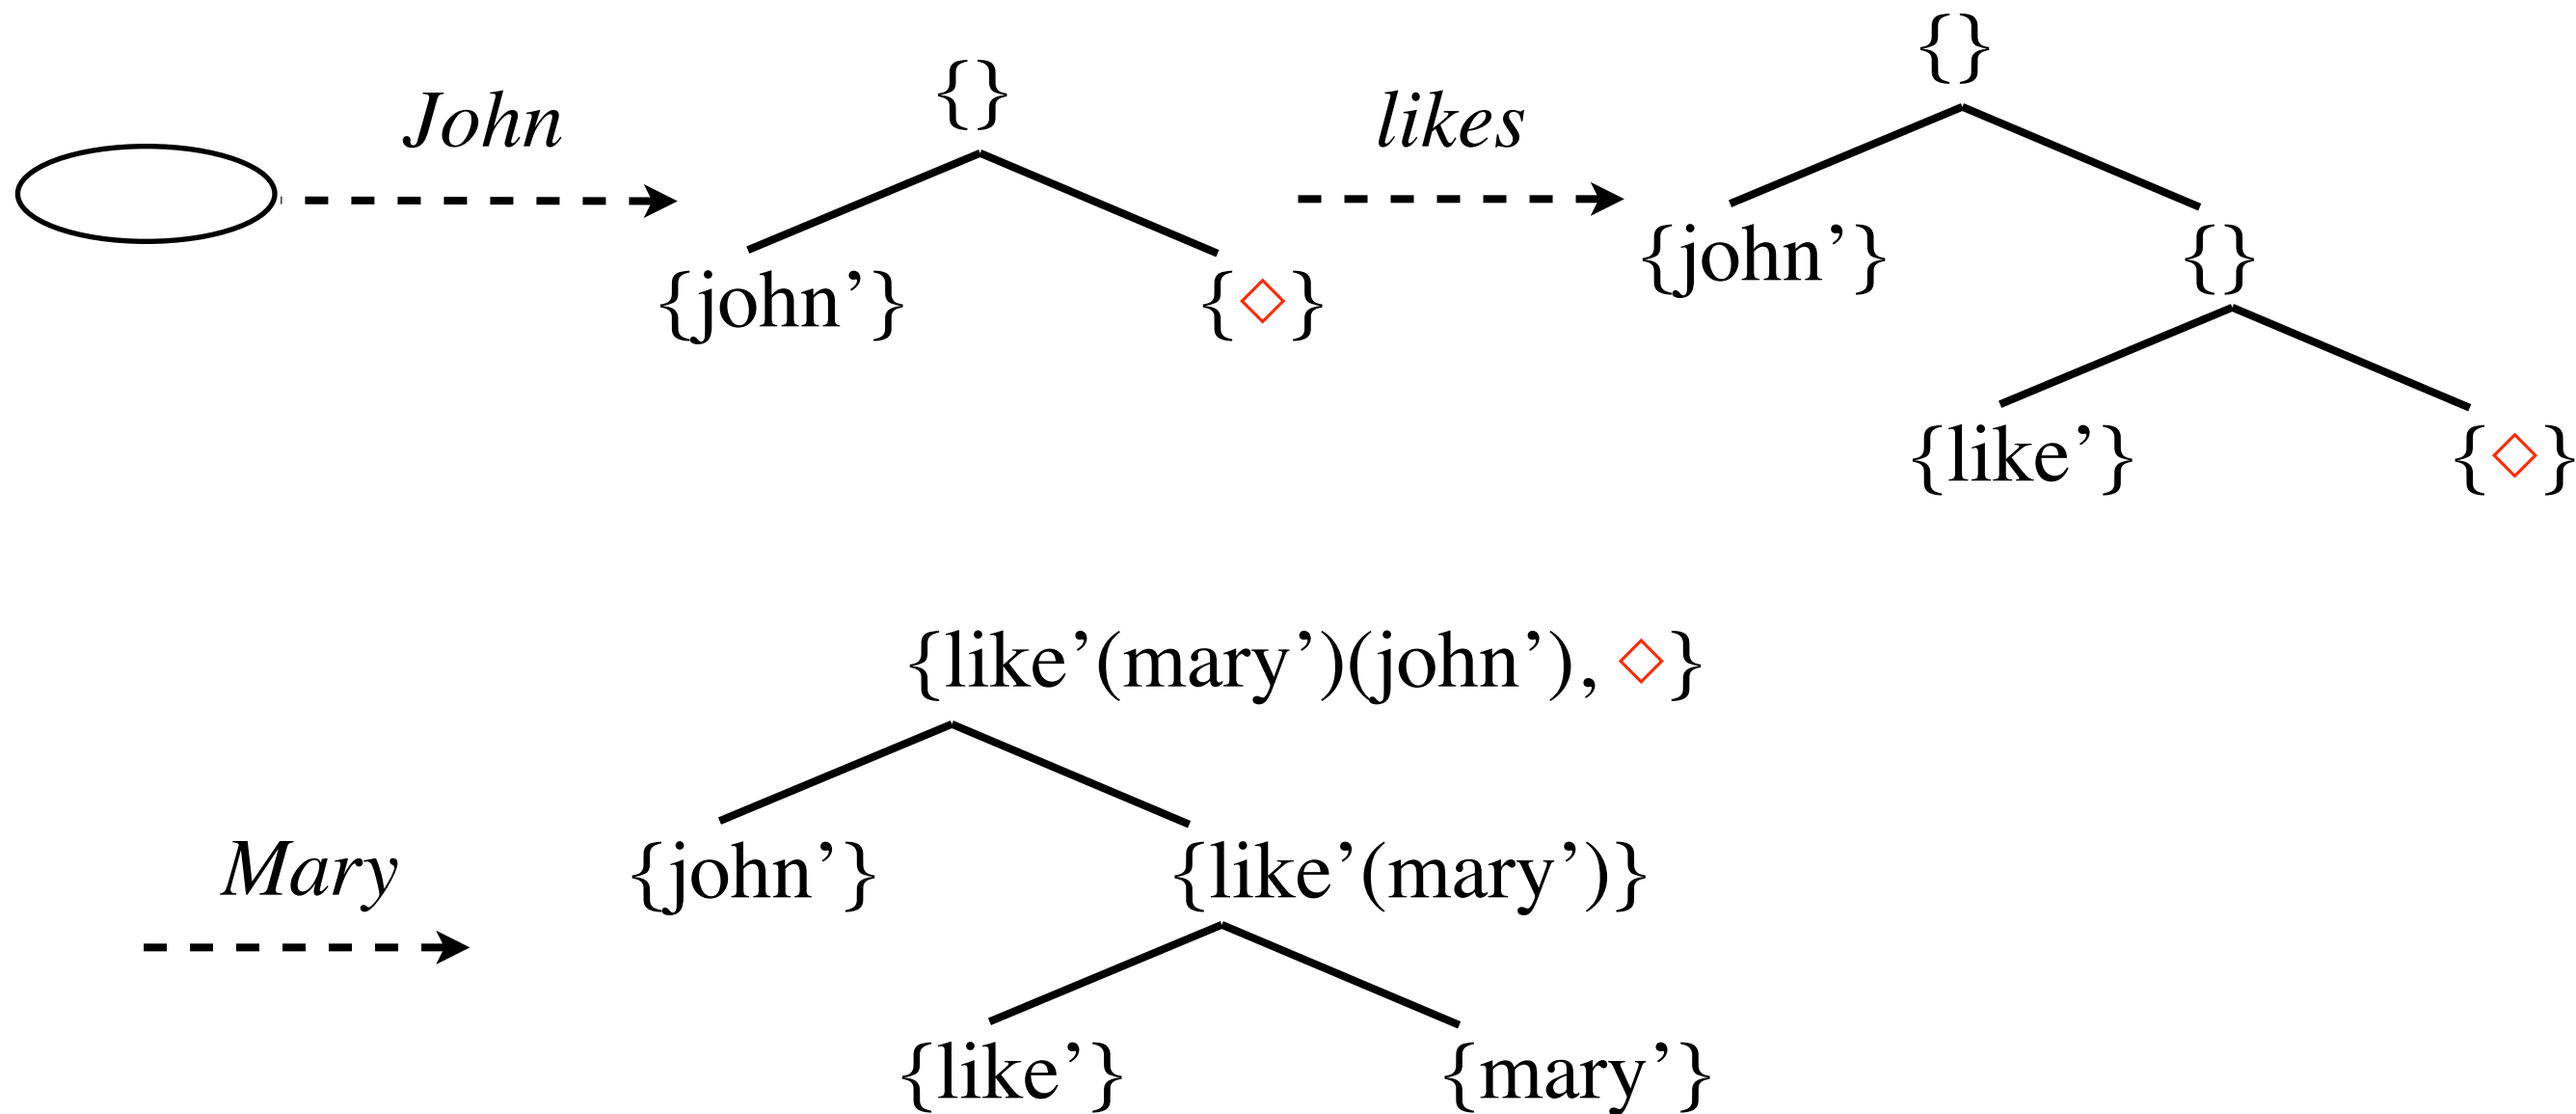 John
{}
{john’}
{◇}
likes
{}
{john’}
{}
{like’}
{◇}
Mary
{like’(mary’)(john’), ◇}
{john’}
{like’(mary’)}
{like’}
{mary’}